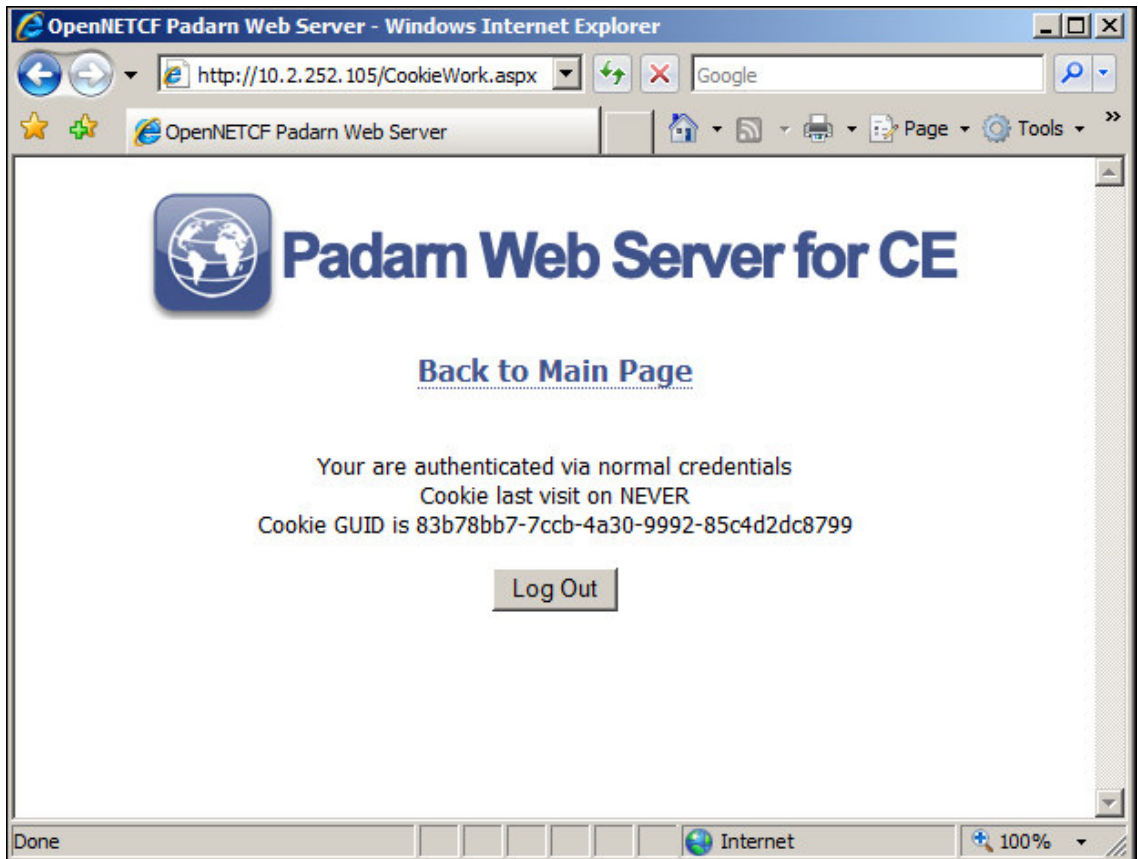 OpenNETCF Padarn Web Server - Windows Internet Explorer
http://10.2.252.105/CookieWork.aspx
Google
OpenNETCF Padarn Web Server
Page
Tools
»
Padarn Web Server for CE
Back to Main Page
Your are authenticated via normal credentials
Cookie last visit on NEVER
Cookie GUID is 83b78bb7-7ccb-4a30-9992-85c4d2dc8799
Log Out
Done
Internet
100%